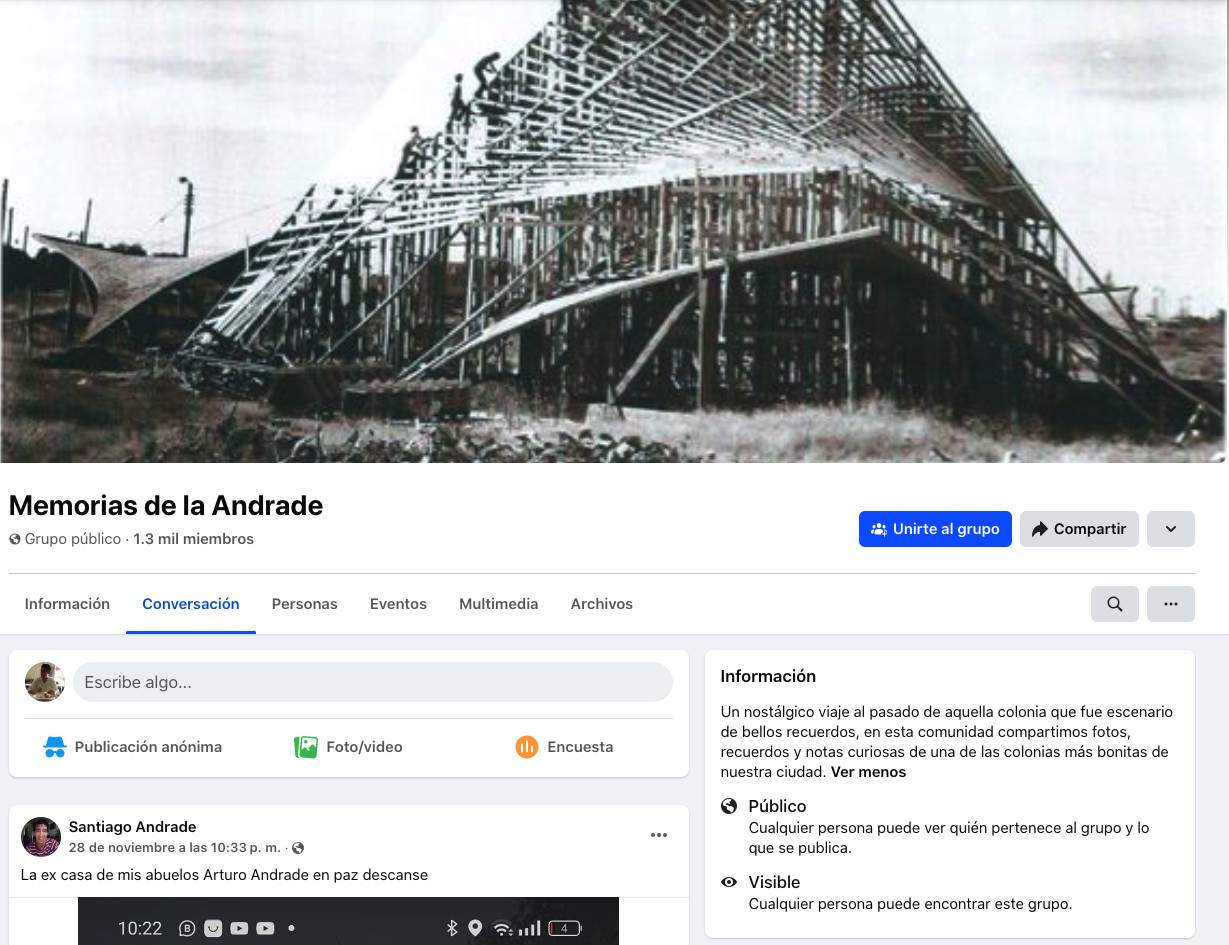 Memorias de la Andrade
Grupo público · 1.3 mil miembros
Unirte al grupo
Compartir
Información
Conversación
Personas
Eventos
Multimedia
Archivos
Escribe algo...
Publicación anónima
Foto/video
Encuesta
Santiago Andrade
28 de noviembre a las 10:33 p. m. ·
La ex casa de mis abuelos Arturo Andrade en paz descanse
10:22
B
4
Información
Un nostálgico viaje al pasado de aquella colonia que fue escenario
de bellos recuerdos, en esta comunidad compartimos fotos,
recuerdos y notas curiosas de una de las colonias más bonitas de
nuestra ciudad. Ver menos
Público
Cualquier persona puede ver quién pertenece al grupo y lo
que se publica.
Visible
Cualquier persona puede encontrar este grupo.